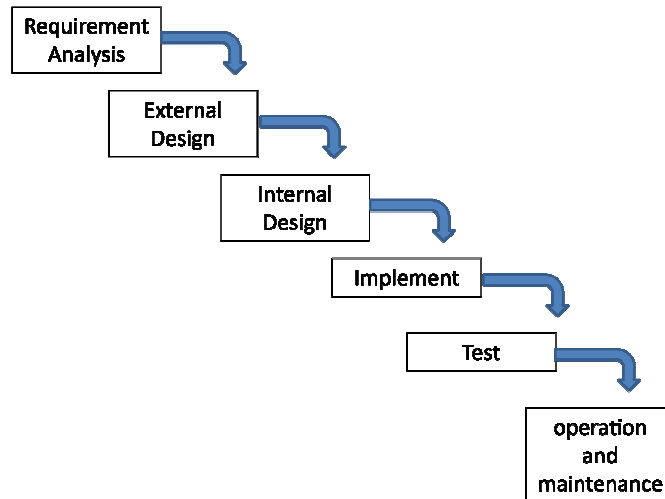 Requirement
Analysis
External
Design
Internal
Design
Implement
Test
operation
and
maintenance